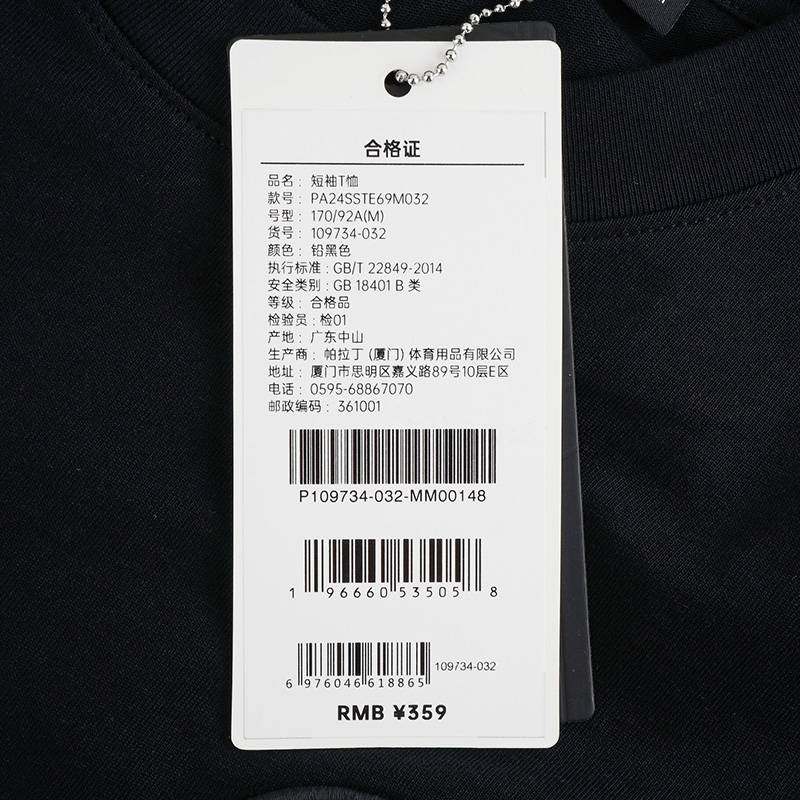 合格证
品名：短袖T恤
款号：PA24SSTE69M032
号型：170/92A(M)
货号：109734-032
颜色：铅黑色
执行标准：GB/T 22849-2014
安全类别：GB 18401 B 类
等级：合格品
检验员：检01
产地：广东中山
生产商：帕拉丁（厦门）体育用品有限公司
地址：厦门市思明区嘉义路89号10层E区
电话：0595-68867070
邮政编码：361001
P109734-032-MM00148
1 96660 53505 8
109734-032
6 976046 618865
RMB ¥359